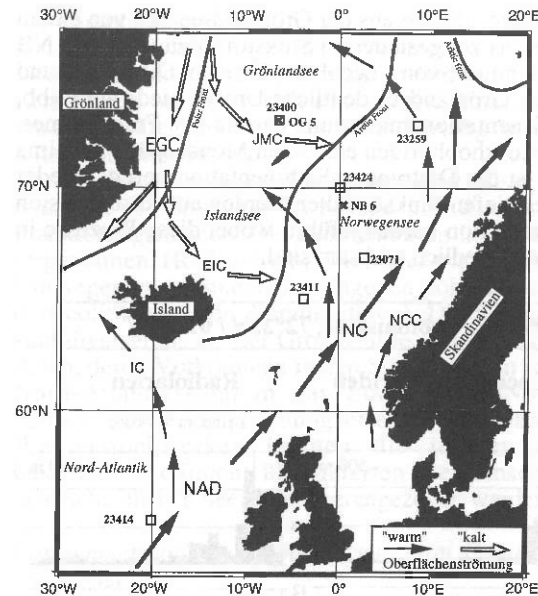 30°W 20°W 10°W 0° 10°E 20°E
Grönlandsee
Grönland
Polar Front
Arctic Front
Arctic Front
23400
OG 5
EGC
JMC
23259
70°N
23424
NB 6
Norwegensee
Islandsee
23071
EIC
23411
Island
NC
NCC
Skandinavien
IC
60°N
Nord-Atlantik
NAD
23414
"warm" "kalt"
Oberflächenströmung
30°W 20°W 10°W 0° 10°E 20°E